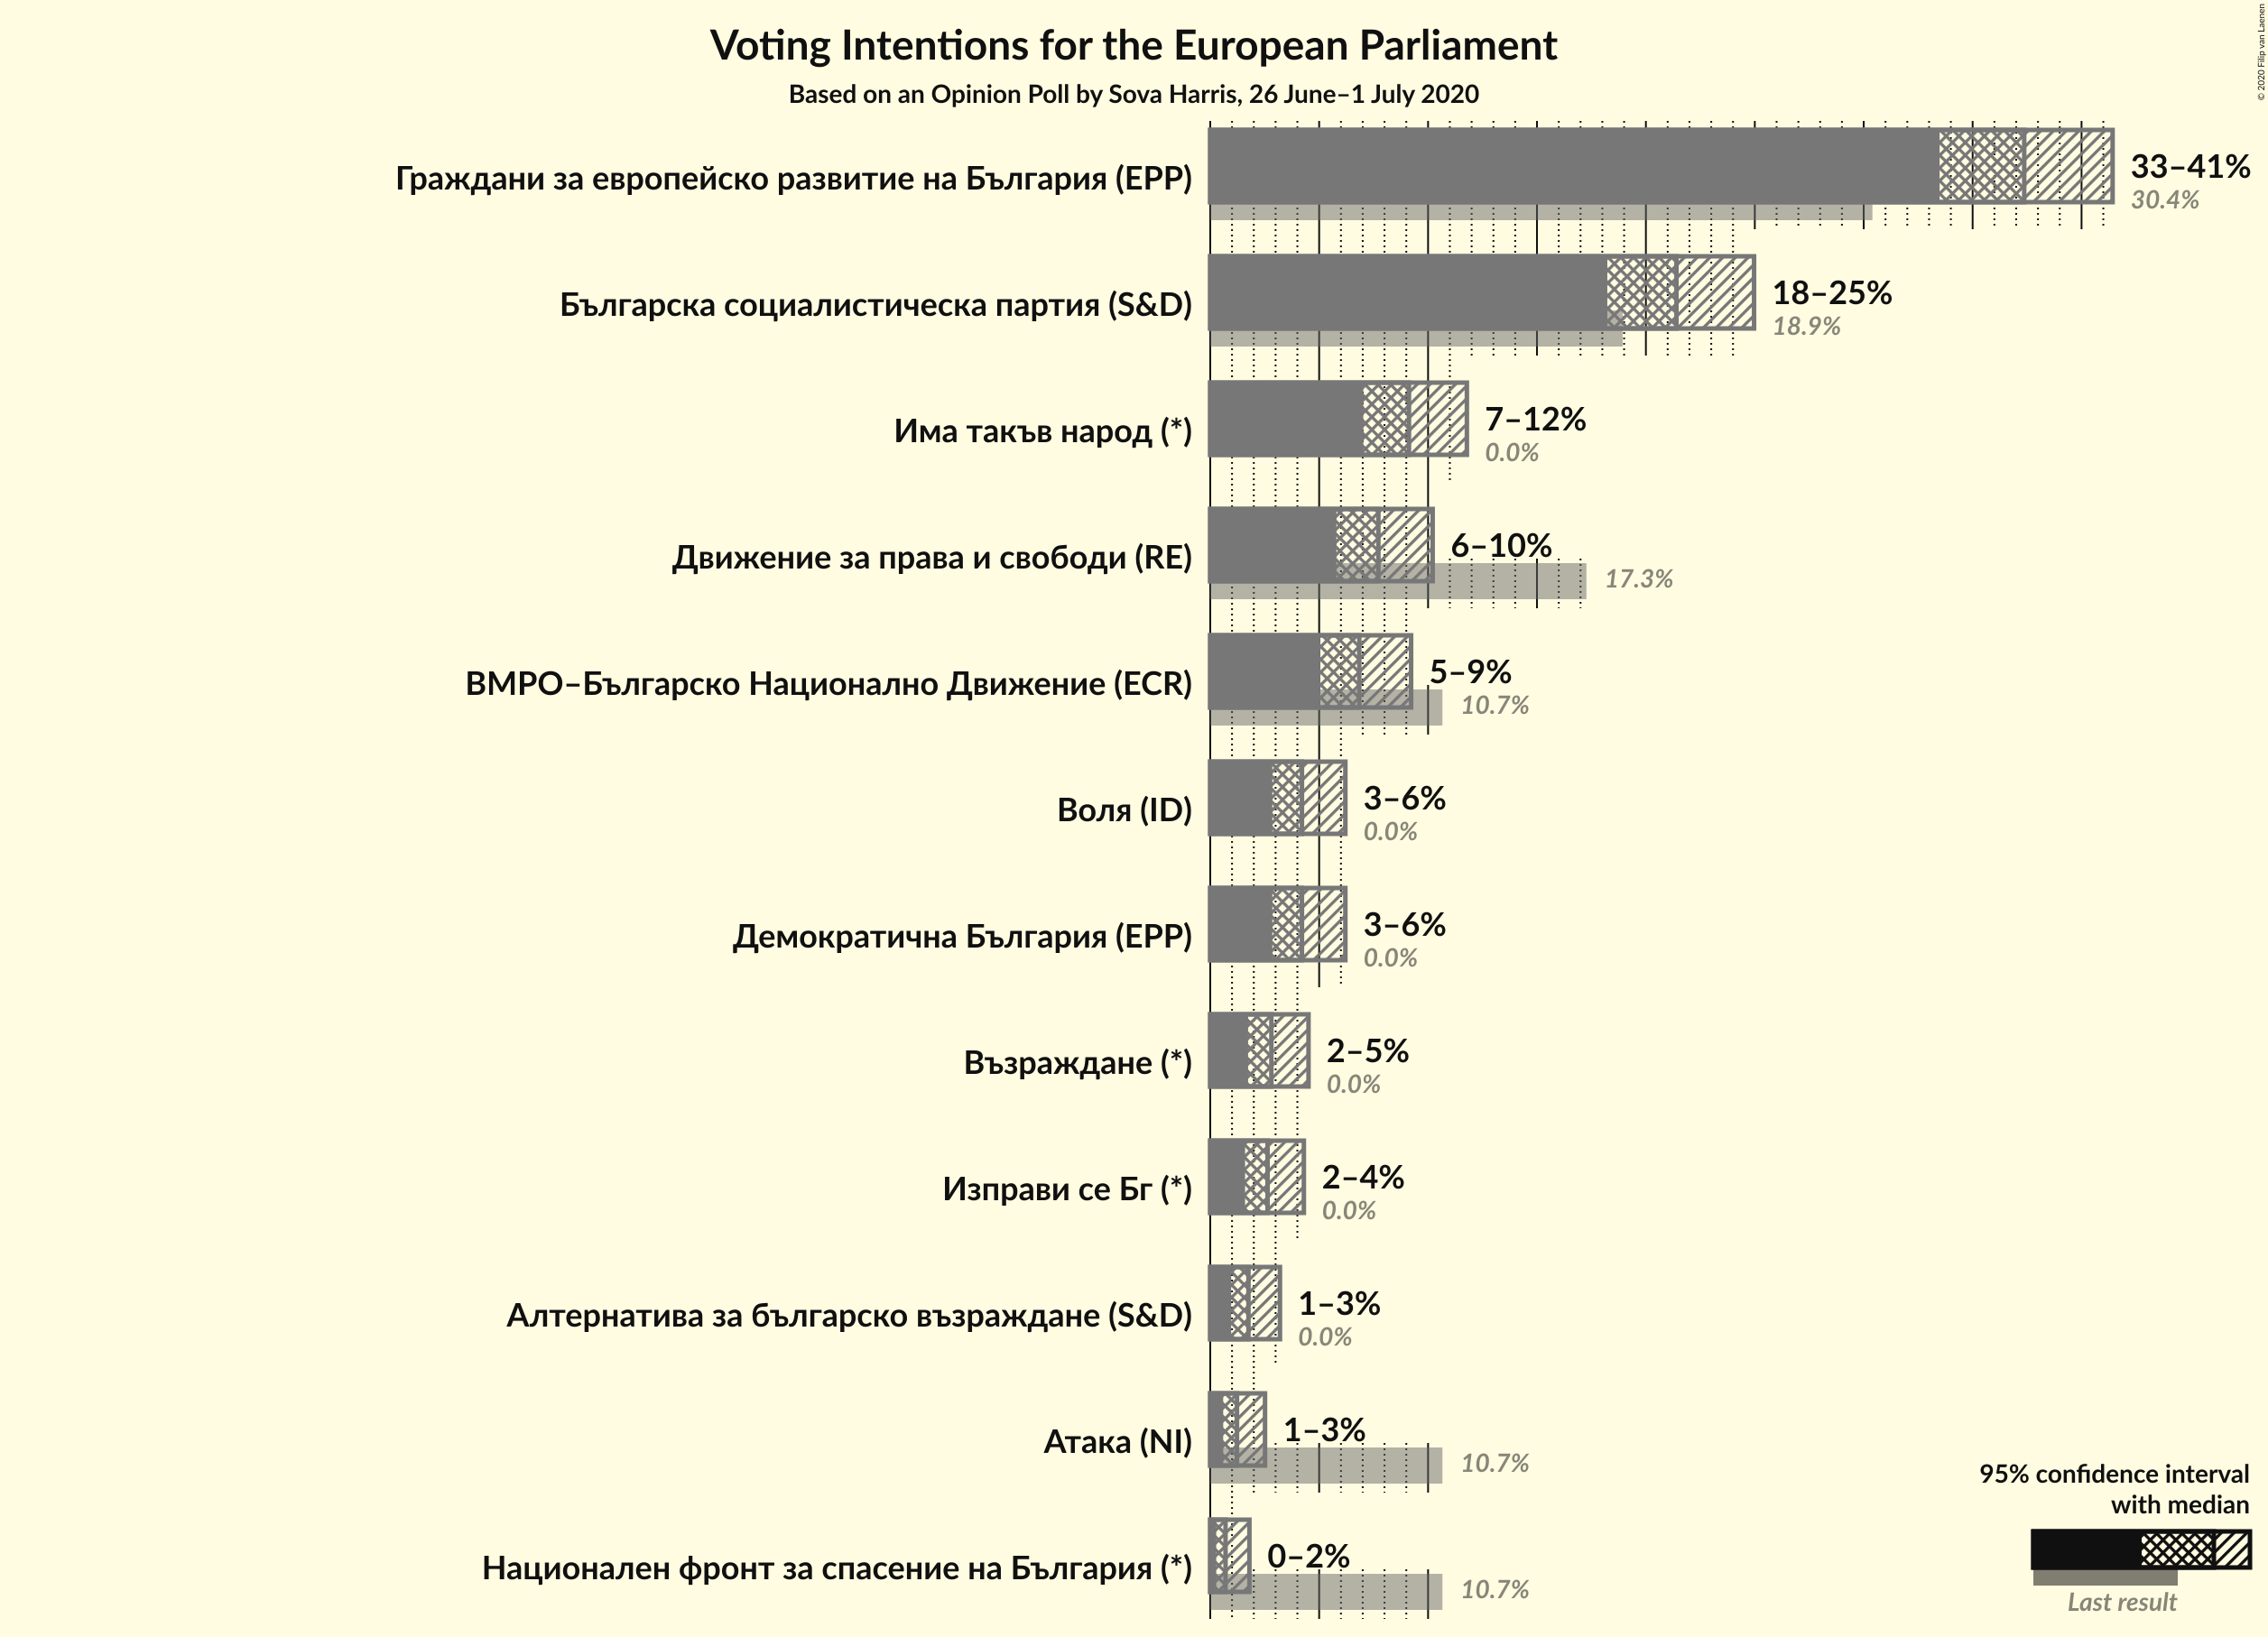 Voting Intentions for the European Parliament
Based on an Opinion Poll by Sova Harris, 26 June–1 July 2020
© 2020 Filip van Laenen
Граждани за европейско развитие на България (EPP)
33–41%
30.4%
Българска социалистическа партия (S&D)
18–25%
18.9%
Има такъв народ (*)
7–12%
0.0%
Движение за права и свободи (RE)
6–10%
17.3%
ВМРО–Българско Национално Движение (ECR)
5–9%
10.7%
Воля (ID)
3–6%
0.0%
Демократична България (EPP)
3–6%
0.0%
Възраждане (*)
2–5%
0.0%
Изправи се Бг (*)
2–4%
0.0%
Алтернатива за българско възраждане (S&D)
1–3%
0.0%
Атака (NI)
1–3%
10.7%
Национален фронт за спасение на България (*)
0–2%
10.7%
95% confidence interval
with median
Last result